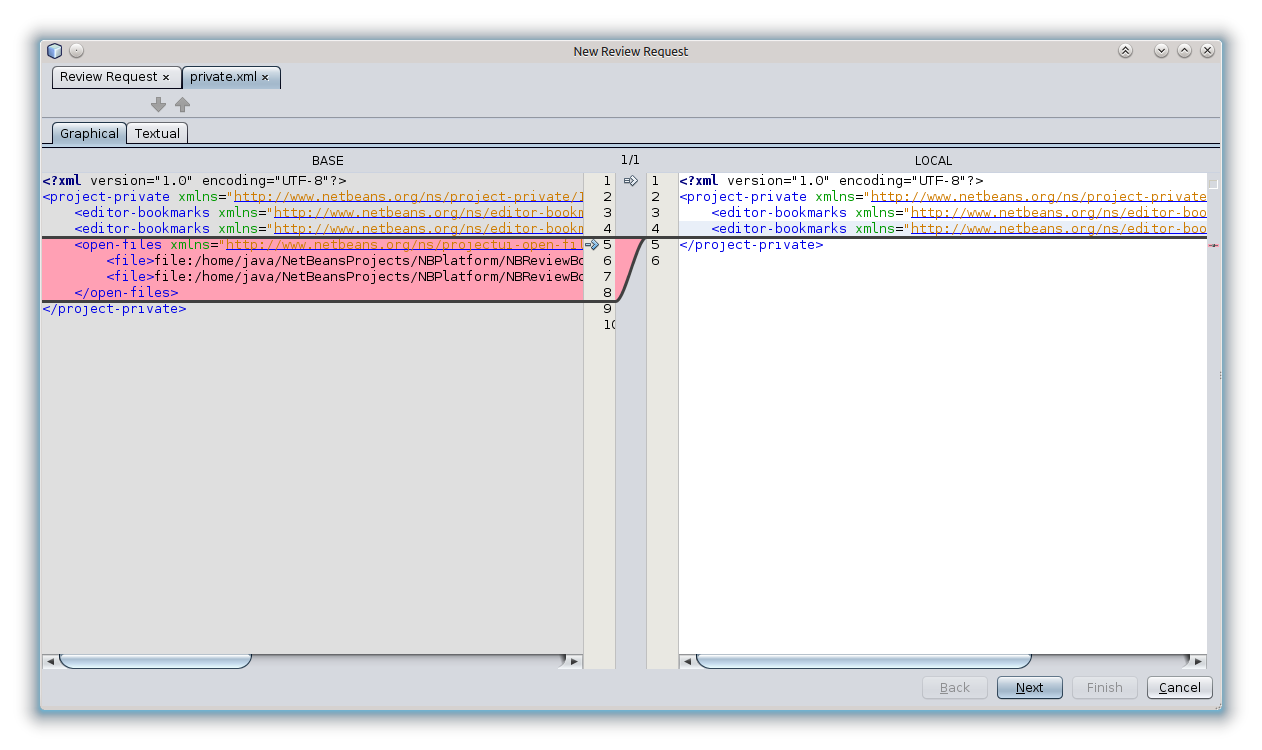 New Review Request
Review Request × private.xml ×
Graphical Textual
BASE 1/1 LOCAL
<?xml version="1.0" encoding="UTF-8"?> 1
<project-private xmlns="http://www.netbeans.org/ns/project-private/1 2
<editor-bookmarks xmlns="http://www.netbeans.org/ns/editor-bookm 3
<editor-bookmarks xmlns="http://www.netbeans.org/ns/editor-bookm 4
<open-files xmlns="http://www.netbeans.org/ns/projectui-open-fil 5
<file>file:/home/java/NetBeansProjects/NBPlatform/NBReviewBo 6
<file>file:/home/java/NetBeansProjects/NBPlatform/NBReviewBo 7
</open-files> 8
</project-private> 9
10
1 <?xml version="1.0" encoding="UTF-8"?>
2 <project-private xmlns="http://www.netbeans.org/ns/project-private
3 <editor-bookmarks xmlns="http://www.netbeans.org/ns/editor-boo
4 <editor-bookmarks xmlns="http://www.netbeans.org/ns/editor-boo
5 </project-private>
6
Back Next Finish Cancel